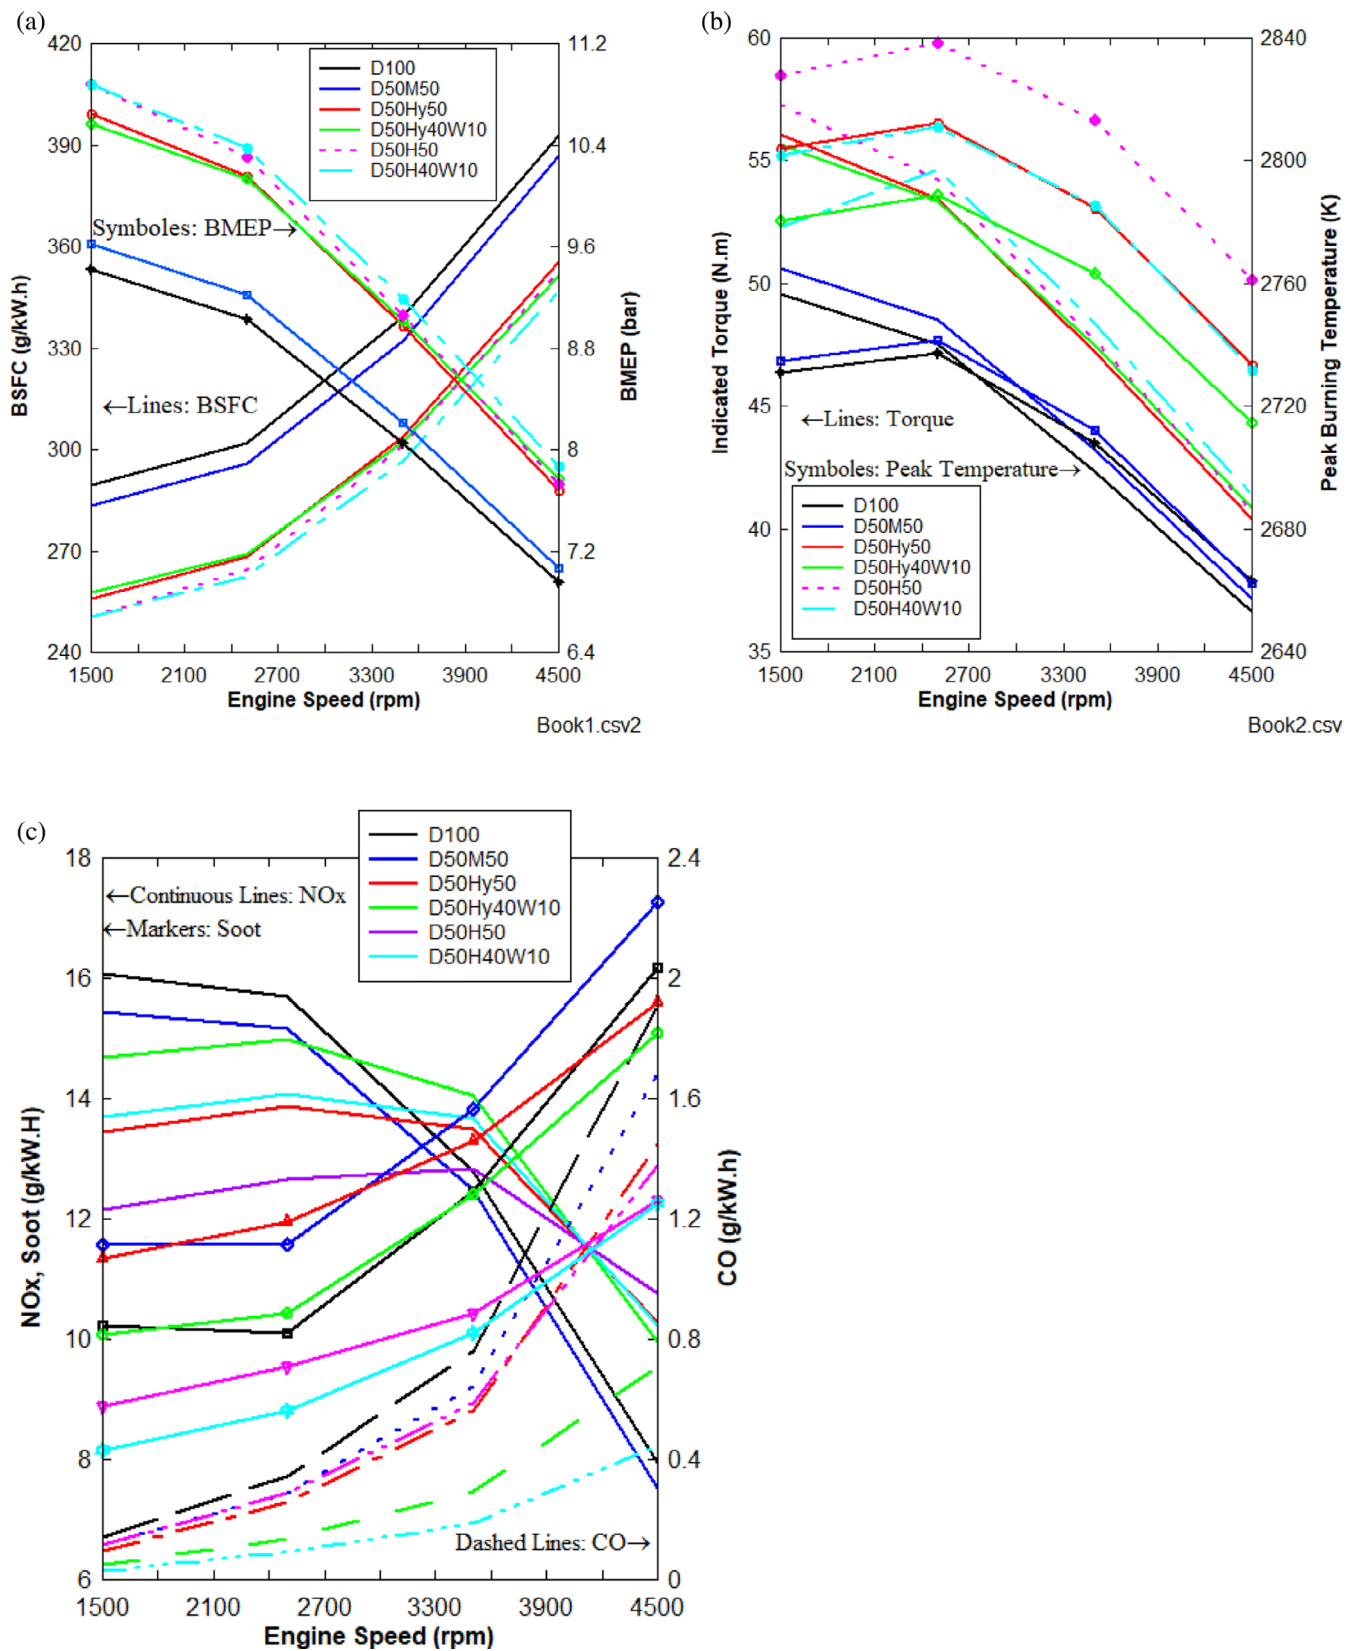 (a)
420
390
360
330
300
270
240
BSFC (g/kW.h)
D100
D50M50
D50Hy50
D50Hy40W10
D50H50
D50H40W10
Symboles: BMEP→
←Lines: BSFC
11.2
10.4
9.6
8.8
8
7.2
6.4
BMEP (bar)
1500 2100 2700 3300 3900 4500
Engine Speed (rpm)
Book1.csv2
(b)
60
55
50
45
40
35
Indicated Torque (N.m)
←Lines: Torque
Symboles: Peak Temperature→
D100
D50M50
D50Hy50
D50Hy40W10
D50H50
D50H40W10
2840
2800
2760
2720
2680
2640
Peak Burning Temperature (K)
1500 2100 2700 3300 3900 4500
Engine Speed (rpm)
Book2.csv
(c)
D100
D50M50
D50Hy50
D50Hy40W10
D50H50
D50H40W10
18
16
14
12
10
8
6
NOx, Soot (g/kW.H)
←Continuous Lines: NOx
←Markers: Soot
Dashed Lines: CO→
2.4
2
1.6
1.2
0.8
0.4
0
CO (g/kW.h)
1500 2100 2700 3300 3900 4500
Engine Speed (rpm)